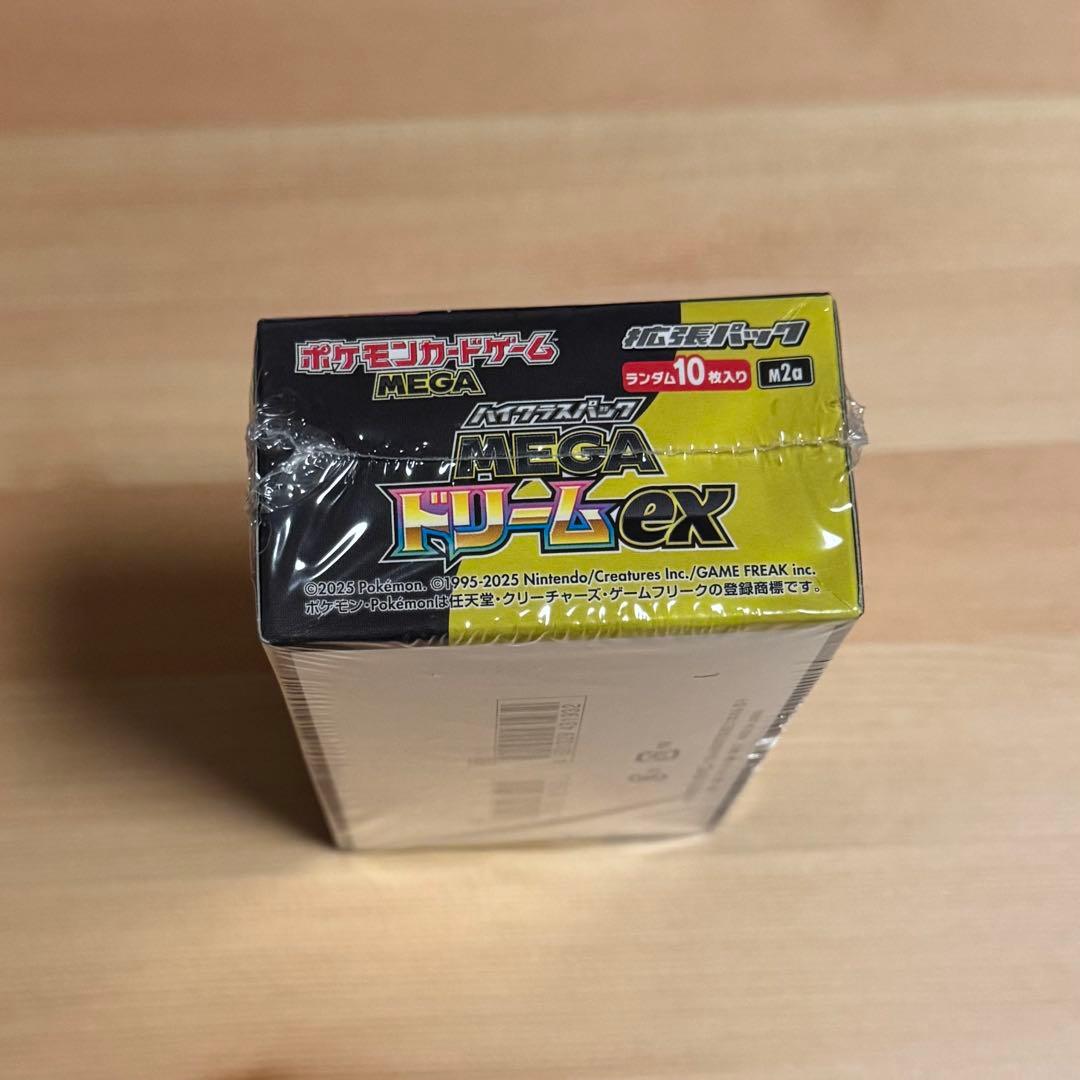 ポケモンカードゲーム
MEGA
拡張パック
ランダム10枚入り
M2a
ハイクラスパック
MEGA
ドリームex
©2025 Pokémon. ©1995-2025 Nintendo/Creatures Inc./GAME FREAK inc.
ポケモン・Pokémonは任天堂・クリーチャーズ・ゲームフリークの登録商標です。